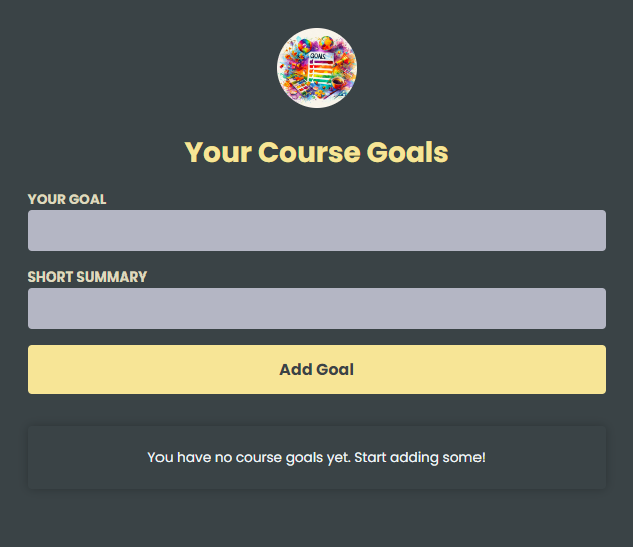 GOALS
Your Course Goals
YOUR GOAL
SHORT SUMMARY
Add Goal
You have no course goals yet. Start adding some!